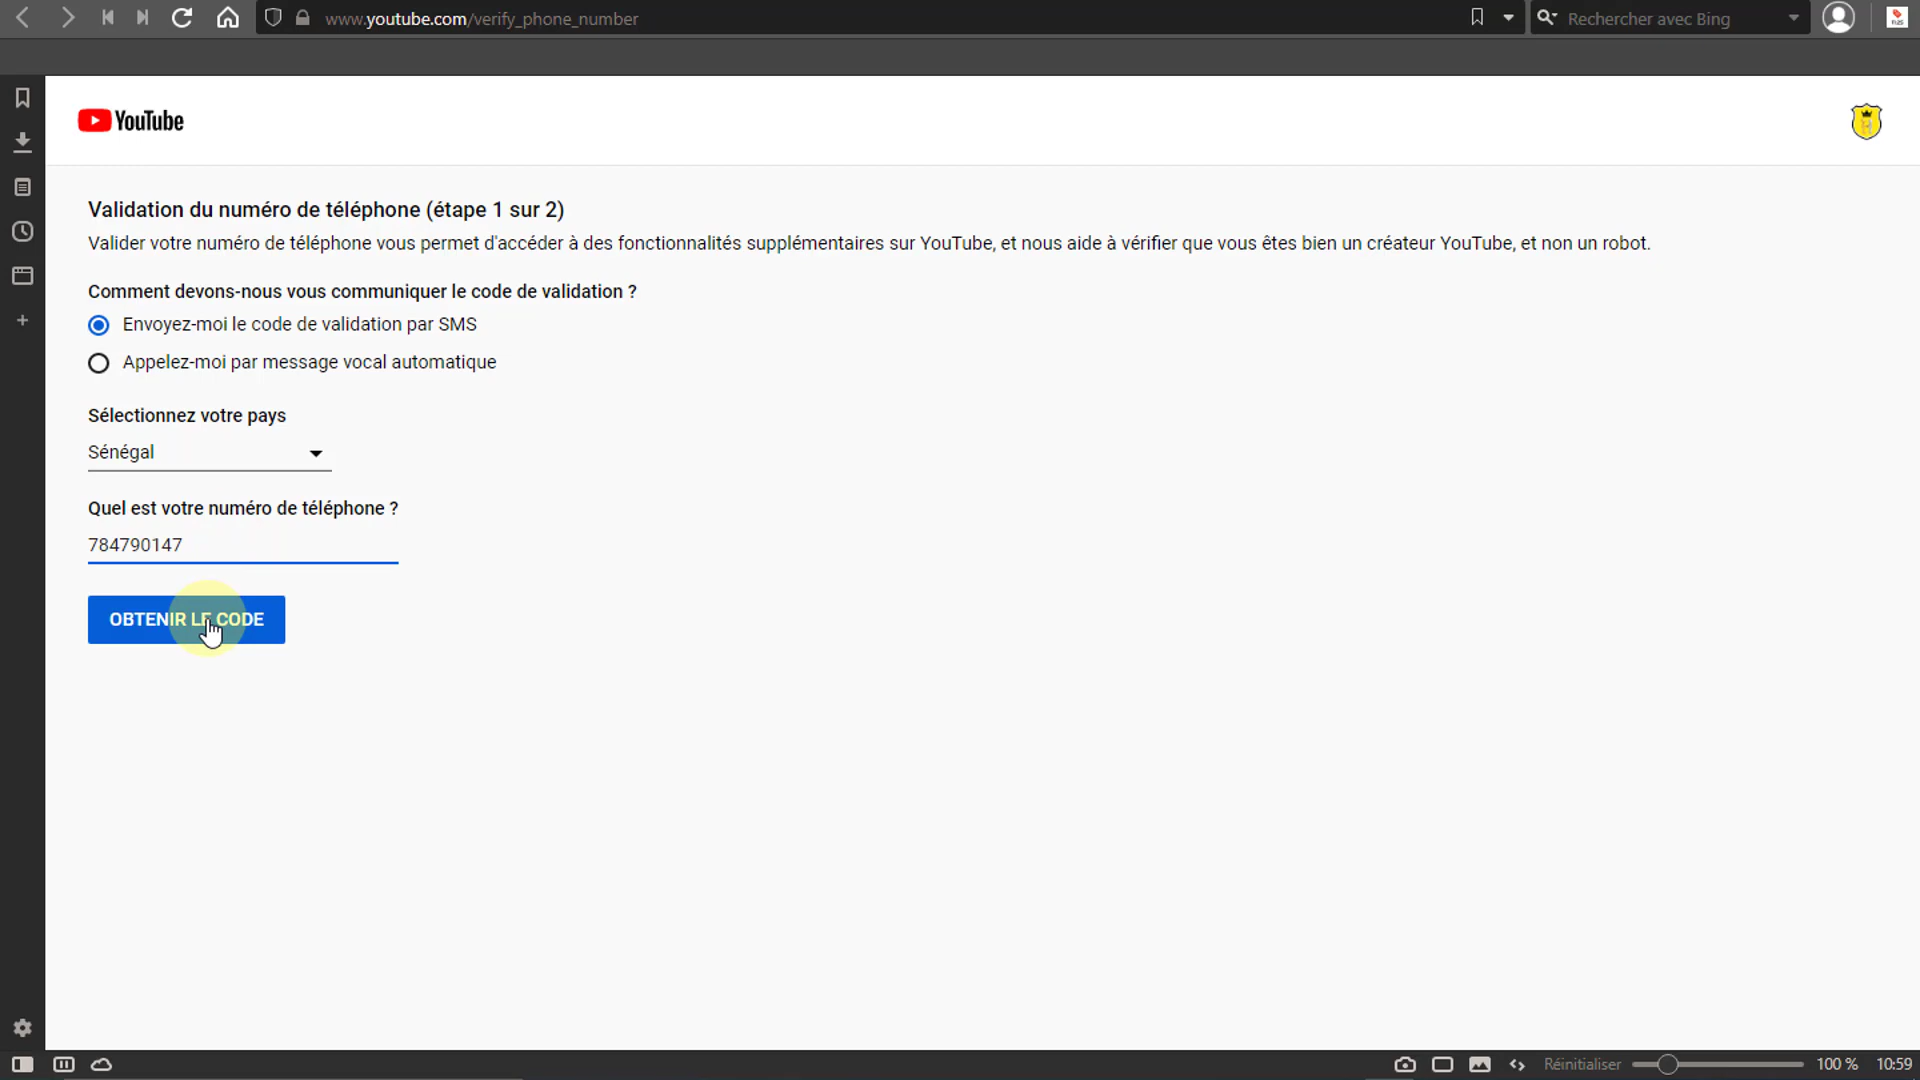 www.youtube.com/verify_phone_number
Rechercher avec Bing
YouTube
Validation du numéro de téléphone (étape 1 sur 2)
Valider votre numéro de téléphone vous permet d'accéder à des fonctionnalités supplémentaires sur YouTube, et nous aide à vérifier que vous êtes bien un créateur YouTube, et non un robot.
Comment devons-nous vous communiquer le code de validation ?
Envoyez-moi le code de validation par SMS
Appelez-moi par message vocal automatique
Sélectionnez votre pays
Sénégal
Quel est votre numéro de téléphone ?
784790147
OBTENIR LE CODE
Réinitialiser
100 %
10:59